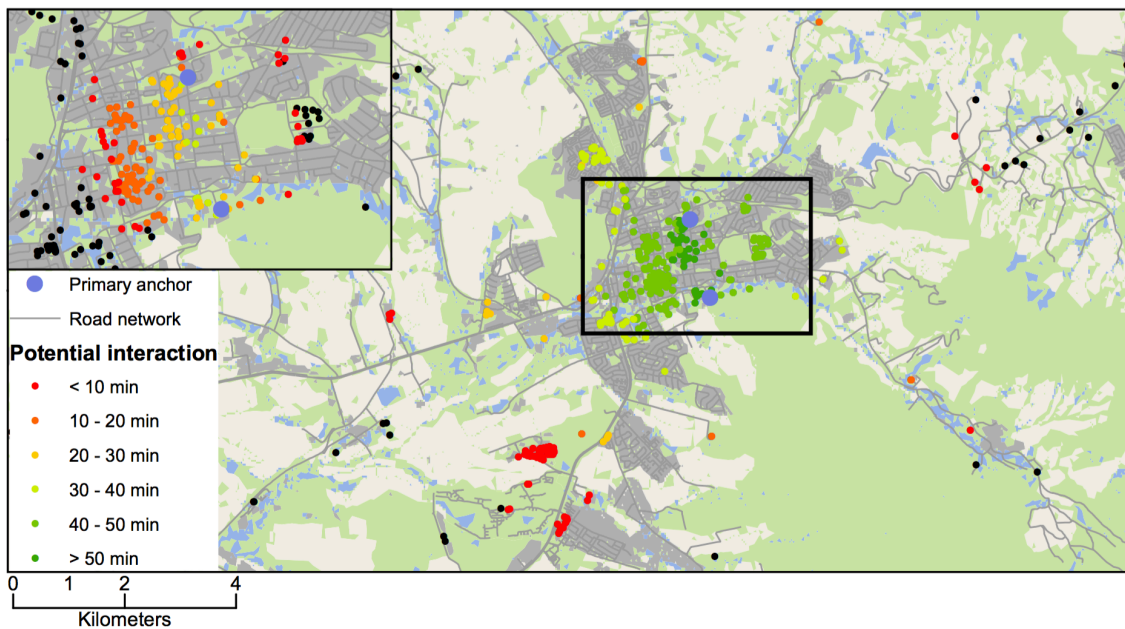 Primary anchor
Road network
Potential interaction
< 10 min
10 - 20 min
20 - 30 min
30 - 40 min
40 - 50 min
> 50 min
0 1 2 4
Kilometers